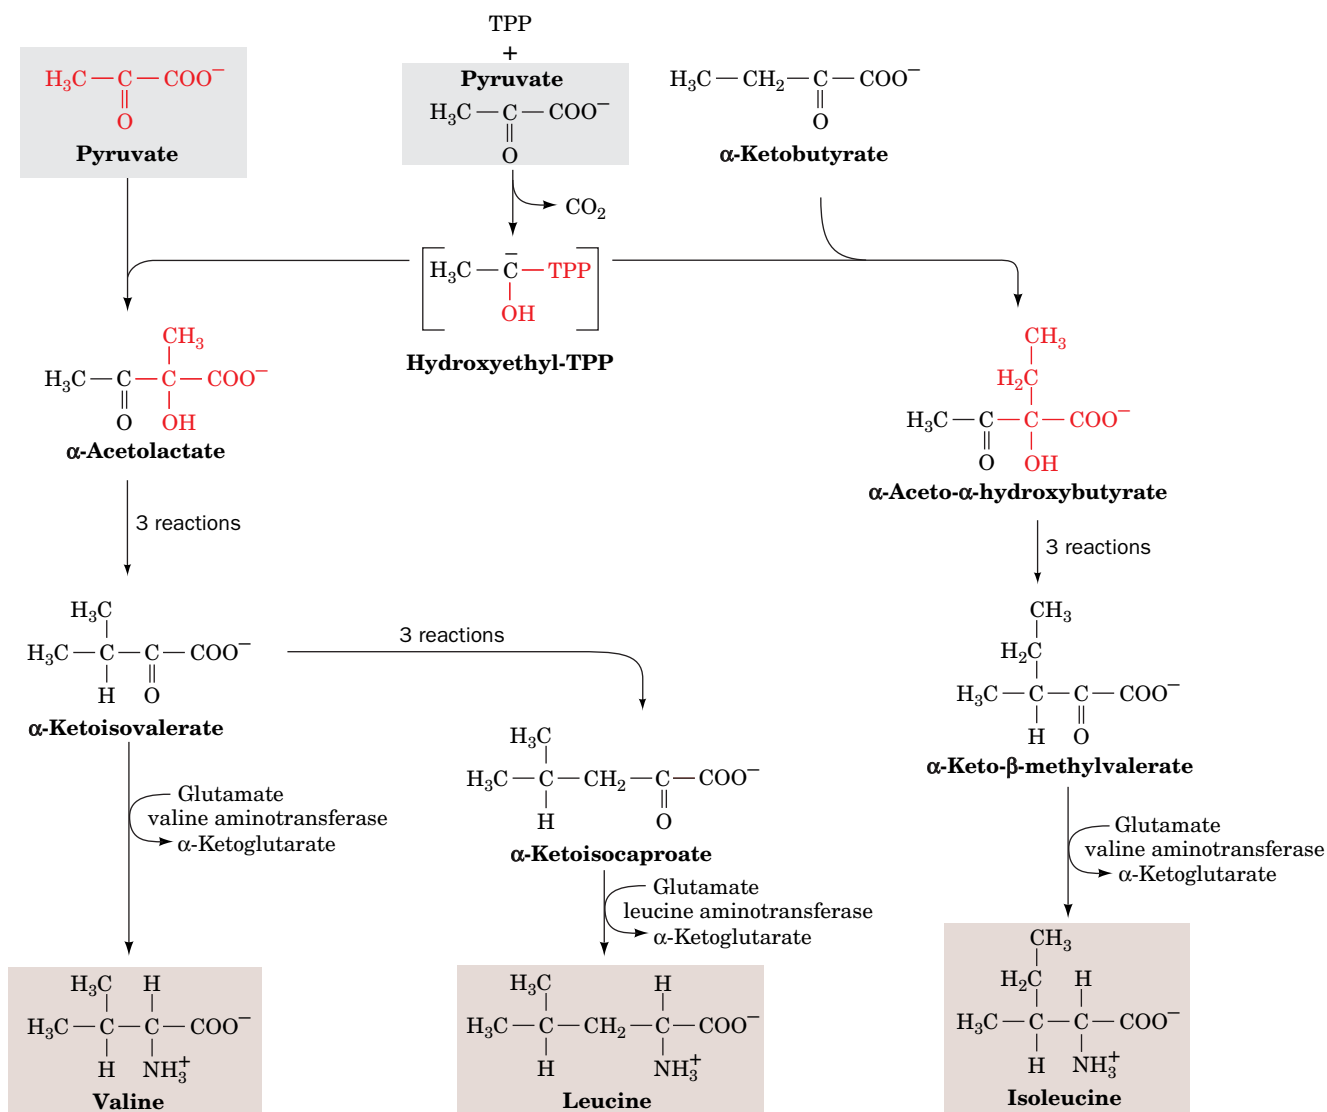 TPP
+
Pyruvate
H₃C — C — COO⁻
O
Pyruvate
H₃C — C — COO⁻
O
H₃C — CH₂ — C — COO⁻
O
α-Ketobutyrate
CO₂
H₃C — C̄ — TPP
OH
Hydroxyethyl-TPP
CH₃
H₃C — C — C — COO⁻
O OH
α-Acetolactate
CH₃
H₂C
H₃C — C — C — COO⁻
O OH
α-Aceto-α-hydroxybutyrate
3 reactions
3 reactions
H₃C
H₃C — C — C — COO⁻
H O
α-Ketoisovalerate
3 reactions
CH₃
H₂C
H₃C — C — C — COO⁻
H O
α-Keto-β-methylvalerate
H₃C
H₃C — C — CH₂ — C — COO⁻
H O
α-Ketoisocaproate
Glutamate
valine aminotransferase
α-Ketoglutarate
Glutamate
leucine aminotransferase
α-Ketoglutarate
Glutamate
valine aminotransferase
α-Ketoglutarate
H₃C H
H₃C — C — C — COO⁻
H NH₃⁺
Valine
H₃C H
H₃C — C — CH₂ — C — COO⁻
H NH₃⁺
Leucine
CH₃
H₂C H
H₃C — C — C — COO⁻
H NH₃⁺
Isoleucine